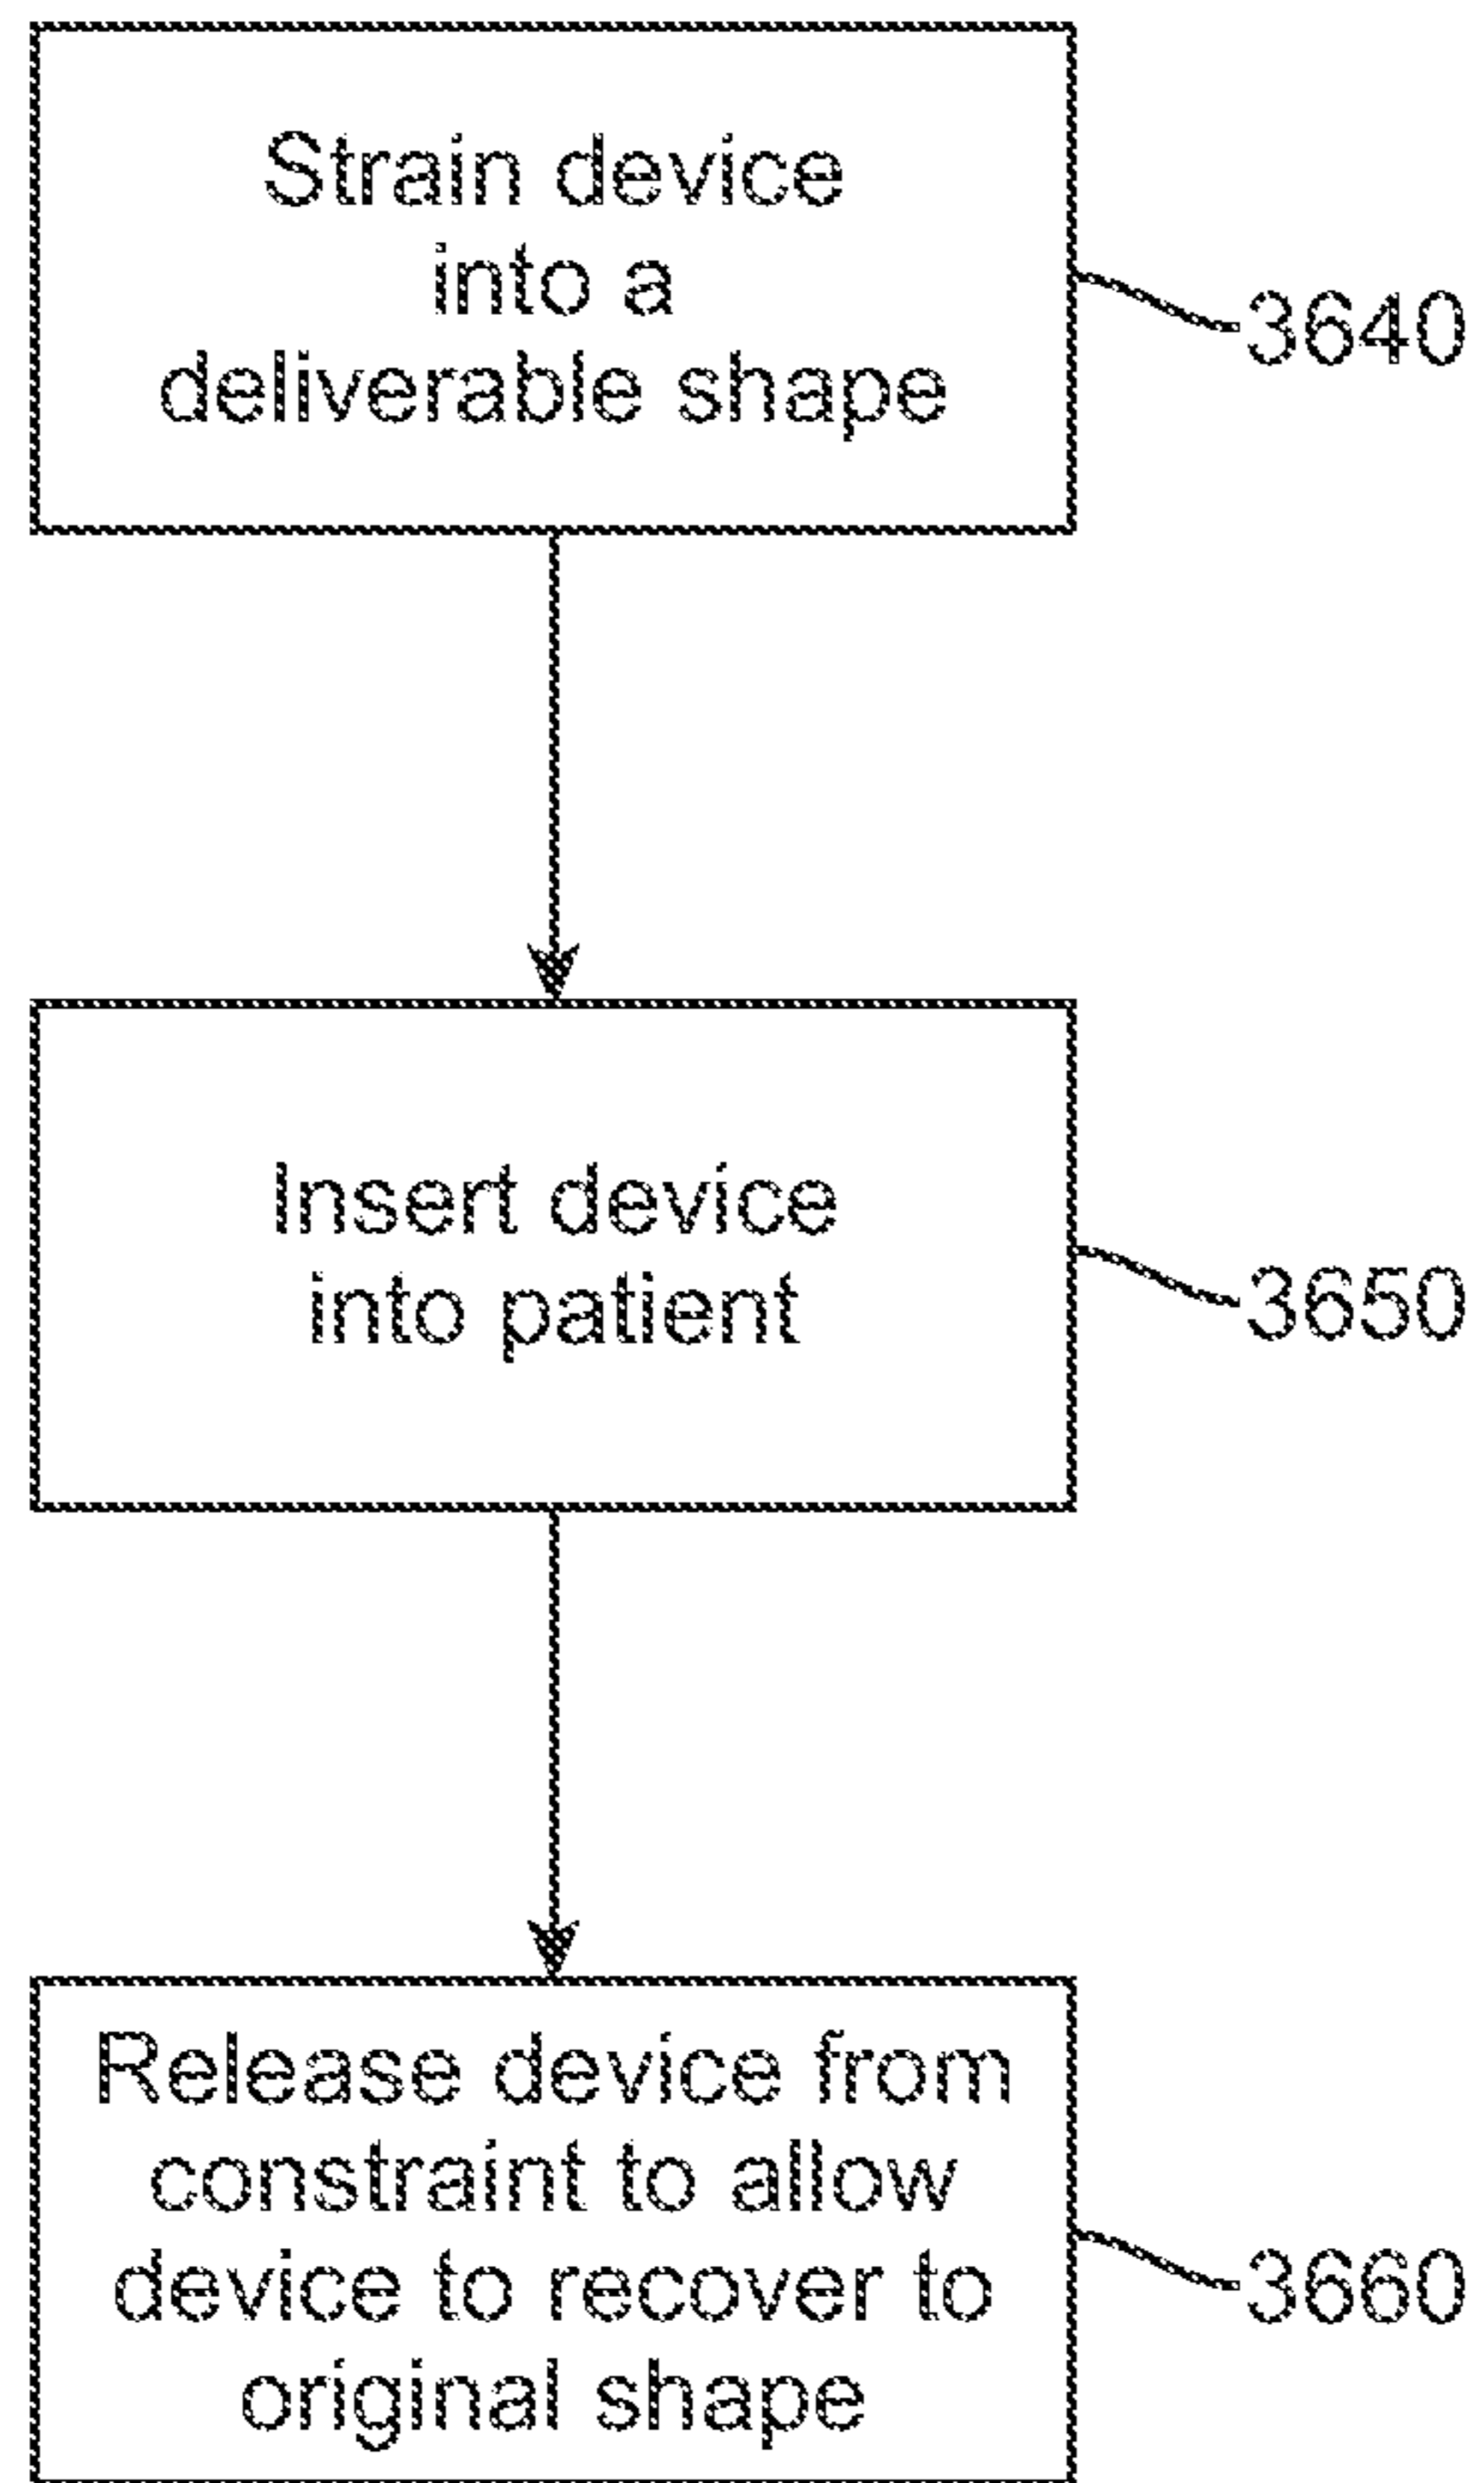 Strain device
into a
deliverable shape
3640
Insert device
into patient
3650
Release device from
constraint to allow
device to recover to
original shape
3660